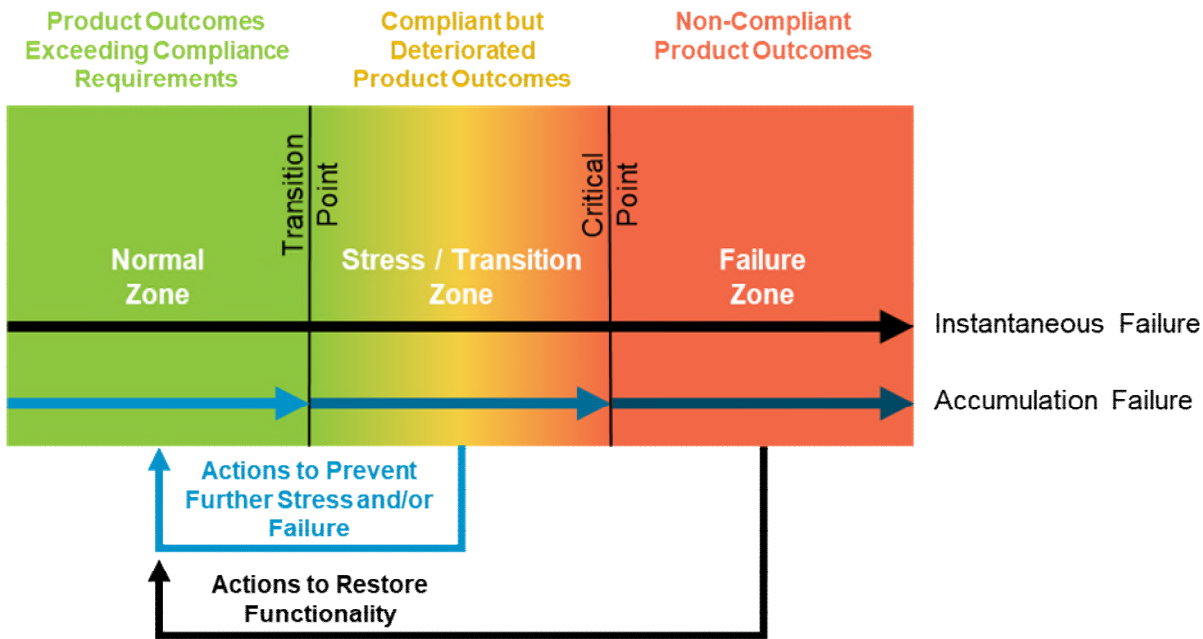 Product Outcomes
Exceeding Compliance
Requirements
Compliant but
Deteriorated
Product Outcomes
Non-Compliant
Product Outcomes
Transition
Point
Critical
Point
Normal
Zone
Stress / Transition
Zone
Failure
Zone
Instantaneous Failure
Accumulation Failure
Actions to Prevent
Further Stress and/or
Failure
Actions to Restore
Functionality